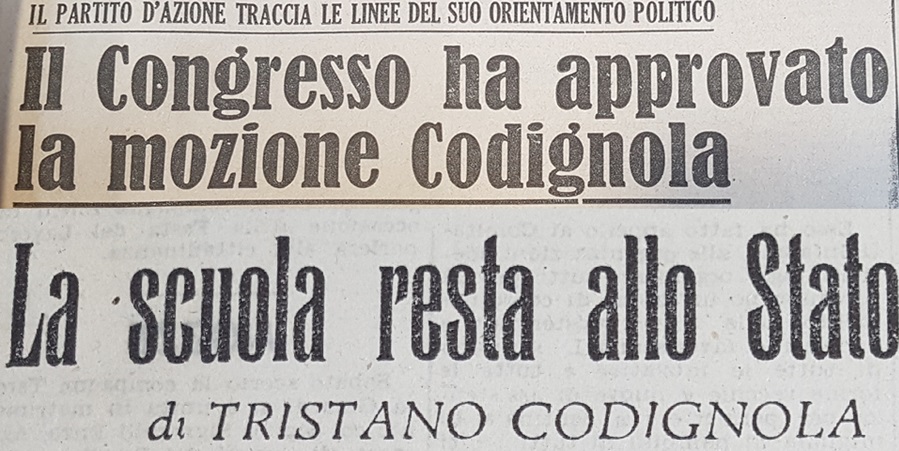 IL PARTITO D'AZIONE TRACCIA LE LINEE DEL SUO ORIENTAMENTO POLITICO
Il Congresso ha approvato
la mozione Codignola
La scuola resta allo Stato
di TRISTANO CODIGNOLA